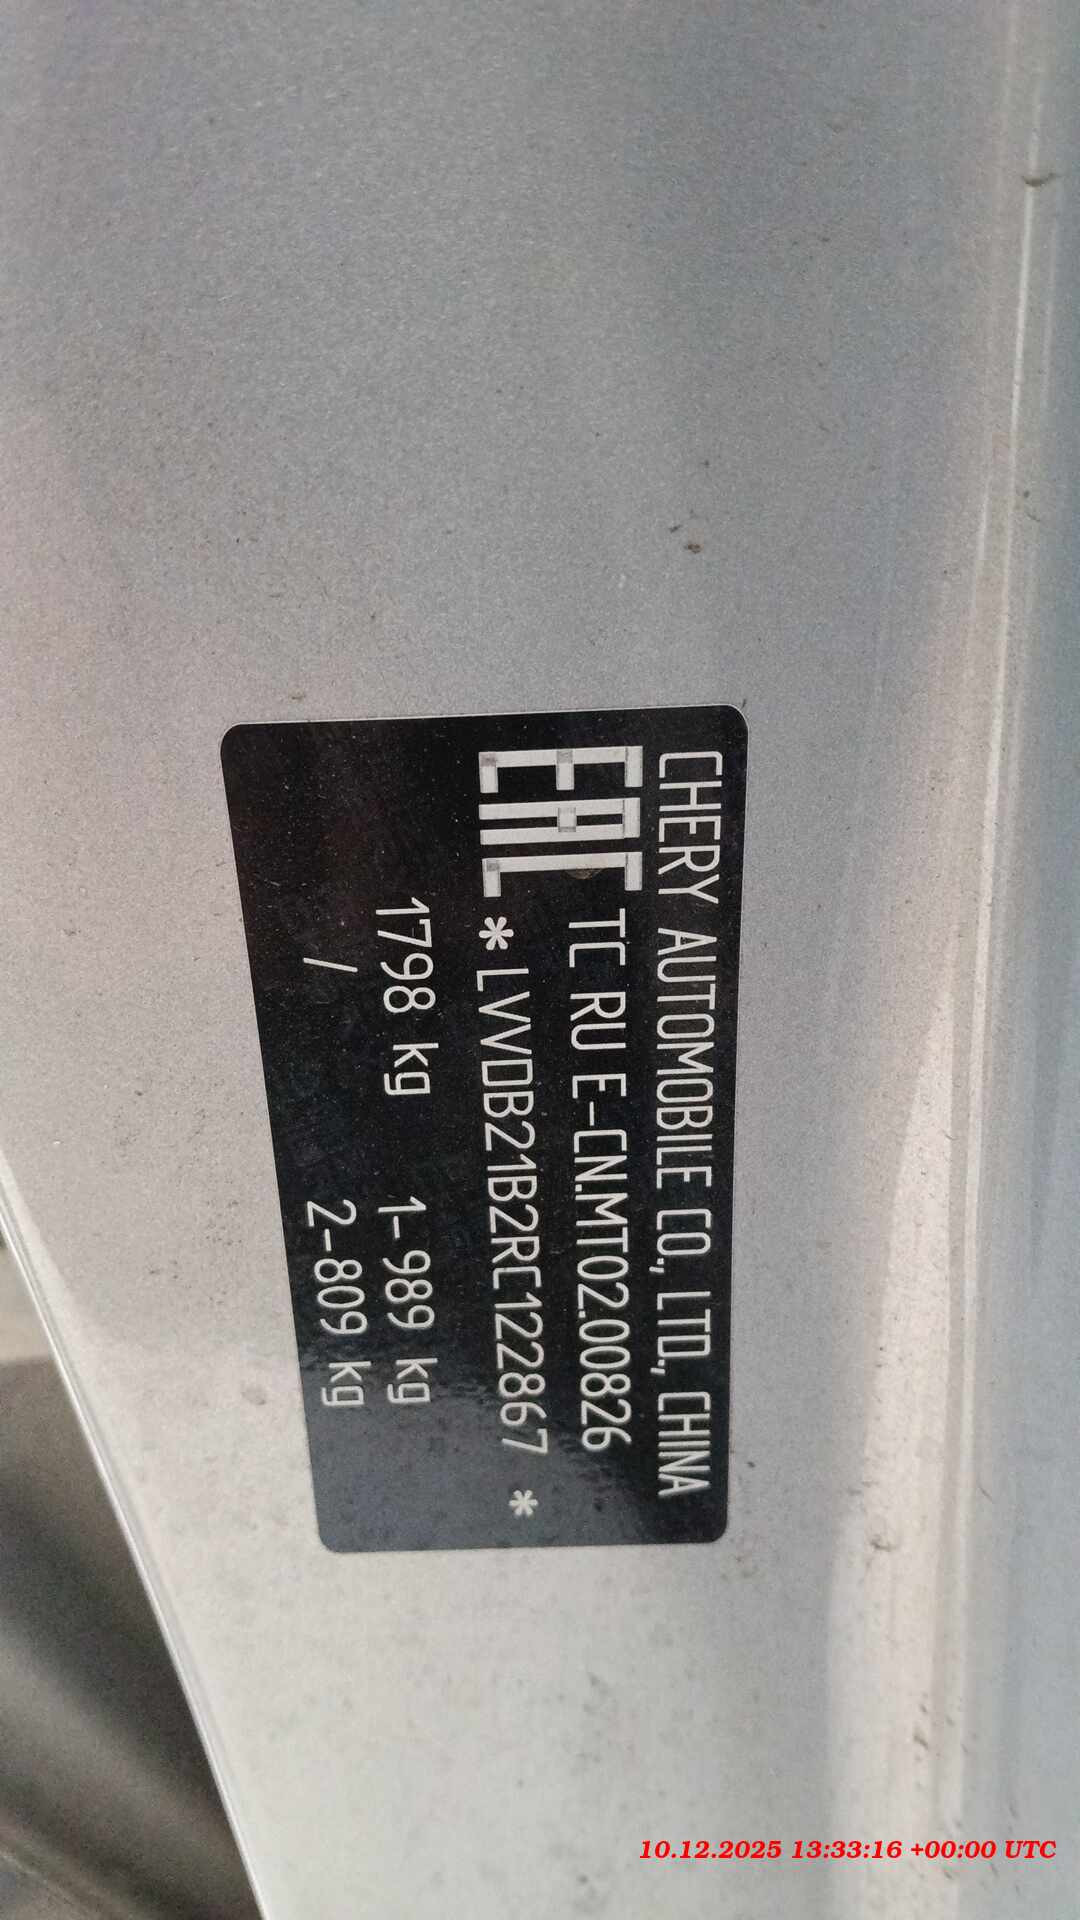 CHERY AUTOMOBILE CO., LTD., CHINA
EAC TC RU E-CN.MT02.00826
*LVVDB21B2RC122867 *
1798 kg 1-989 kg
/ 2-809 kg
10.12.2025 13:33:16 +00:00 UTC